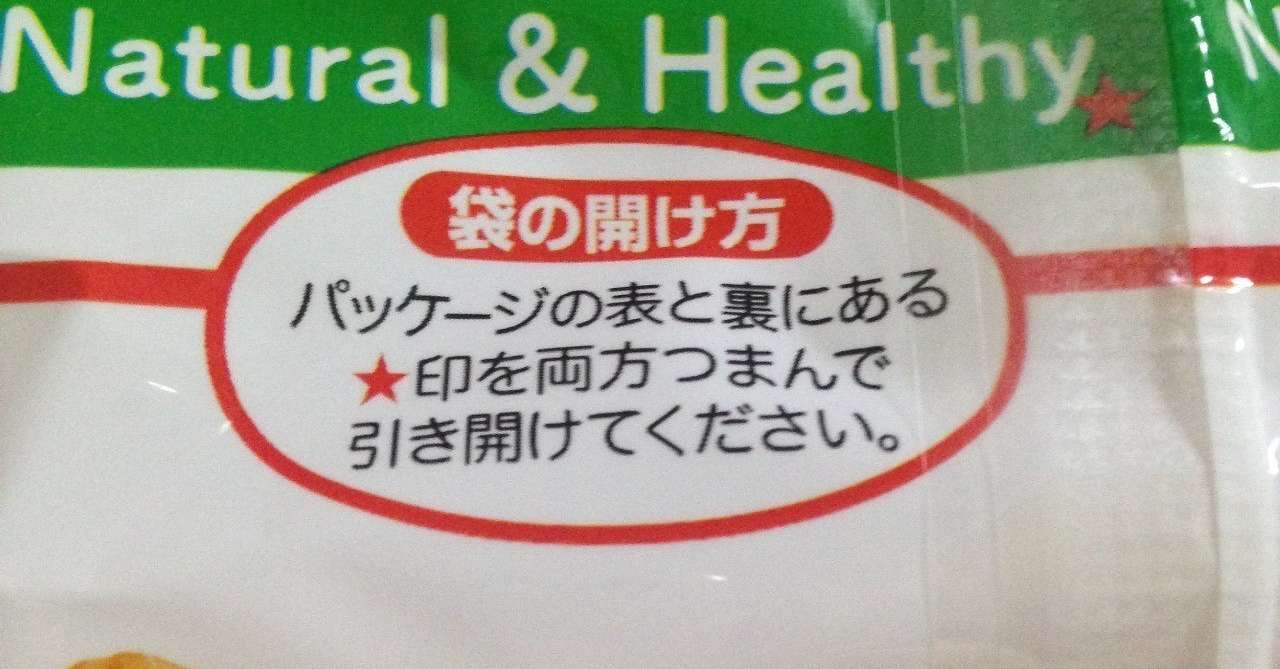 Natural & Healthy
N
袋の開け方
パッケージの表と裏にある
★印を両方つまんで
引き開けてください。